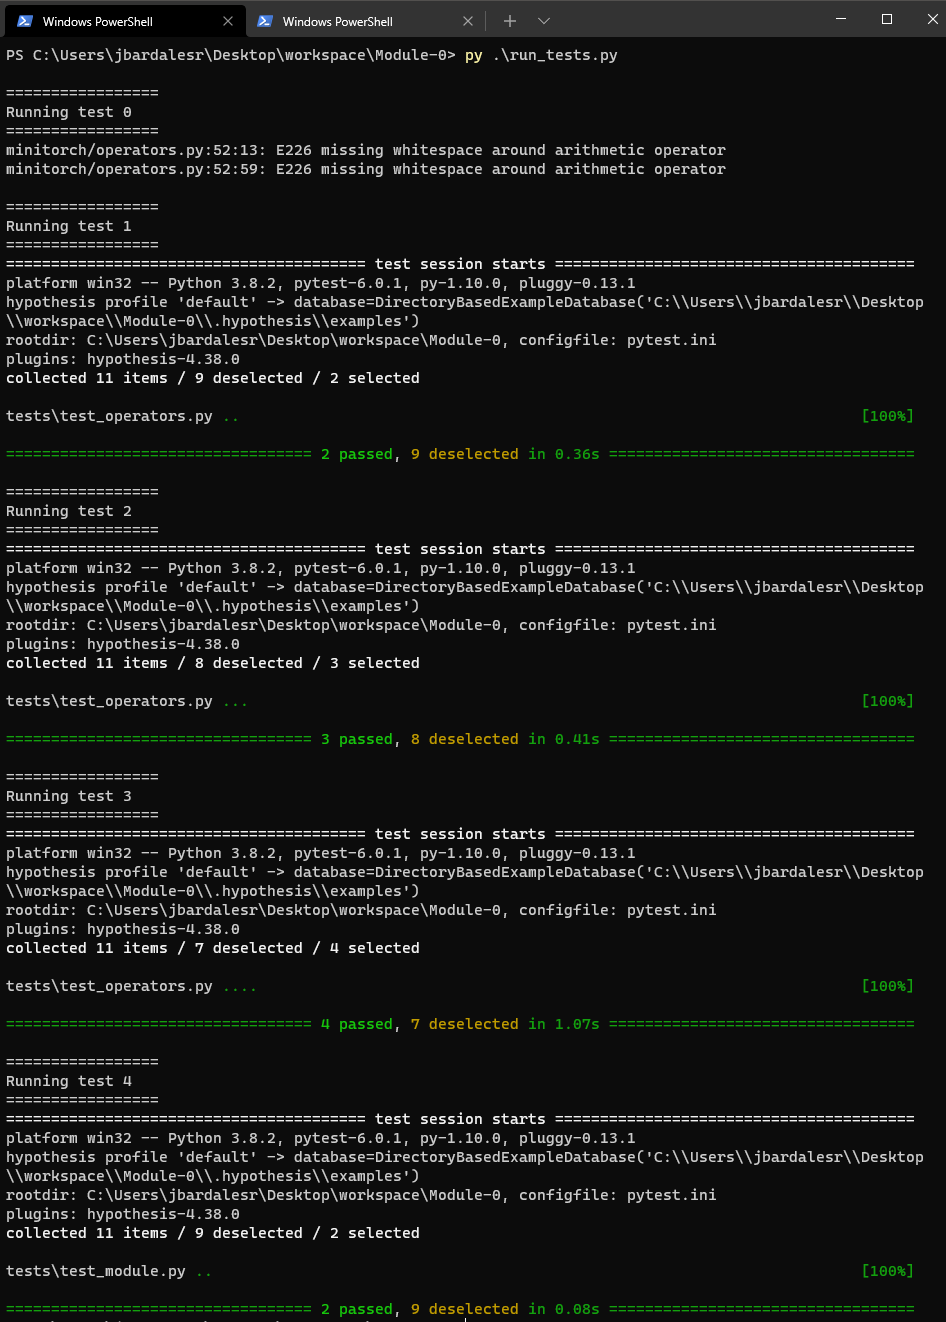 Windows PowerShell
Windows PowerShell
PS C:\Users\jbardalesr\Desktop\workspace\Module-0> py .\run_tests.py
=================
Running test 0
=================
minitorch/operators.py:52:13: E226 missing whitespace around arithmetic operator
minitorch/operators.py:52:59: E226 missing whitespace around arithmetic operator
=================
Running test 1
=================
======================================== test session starts ========================================
platform win32 -- Python 3.8.2, pytest-6.0.1, py-1.10.0, pluggy-0.13.1
hypothesis profile 'default' -> database=DirectoryBasedExampleDatabase('C:\\Users\\jbardalesr\\Desktop
\\workspace\\Module-0\\.hypothesis\\examples')
rootdir: C:\Users\jbardalesr\Desktop\workspace\Module-0, configfile: pytest.ini
plugins: hypothesis-4.38.0
collected 11 items / 9 deselected / 2 selected
tests\test_operators.py .. [100%]
================================== 2 passed, 9 deselected in 0.36s ==================================
=================
Running test 2
=================
======================================== test session starts ========================================
platform win32 -- Python 3.8.2, pytest-6.0.1, py-1.10.0, pluggy-0.13.1
hypothesis profile 'default' -> database=DirectoryBasedExampleDatabase('C:\\Users\\jbardalesr\\Desktop
\\workspace\\Module-0\\.hypothesis\\examples')
rootdir: C:\Users\jbardalesr\Desktop\workspace\Module-0, configfile: pytest.ini
plugins: hypothesis-4.38.0
collected 11 items / 8 deselected / 3 selected
tests\test_operators.py ... [100%]
================================== 3 passed, 8 deselected in 0.41s ==================================
=================
Running test 3
=================
======================================== test session starts ========================================
platform win32 -- Python 3.8.2, pytest-6.0.1, py-1.10.0, pluggy-0.13.1
hypothesis profile 'default' -> database=DirectoryBasedExampleDatabase('C:\\Users\\jbardalesr\\Desktop
\\workspace\\Module-0\\.hypothesis\\examples')
rootdir: C:\Users\jbardalesr\Desktop\workspace\Module-0, configfile: pytest.ini
plugins: hypothesis-4.38.0
collected 11 items / 7 deselected / 4 selected
tests\test_operators.py .... [100%]
================================== 4 passed, 7 deselected in 1.07s ==================================
=================
Running test 4
=================
======================================== test session starts ========================================
platform win32 -- Python 3.8.2, pytest-6.0.1, py-1.10.0, pluggy-0.13.1
hypothesis profile 'default' -> database=DirectoryBasedExampleDatabase('C:\\Users\\jbardalesr\\Desktop
\\workspace\\Module-0\\.hypothesis\\examples')
rootdir: C:\Users\jbardalesr\Desktop\workspace\Module-0, configfile: pytest.ini
plugins: hypothesis-4.38.0
collected 11 items / 9 deselected / 2 selected
tests\test_module.py .. [100%]
================================== 2 passed, 9 deselected in 0.08s ==================================